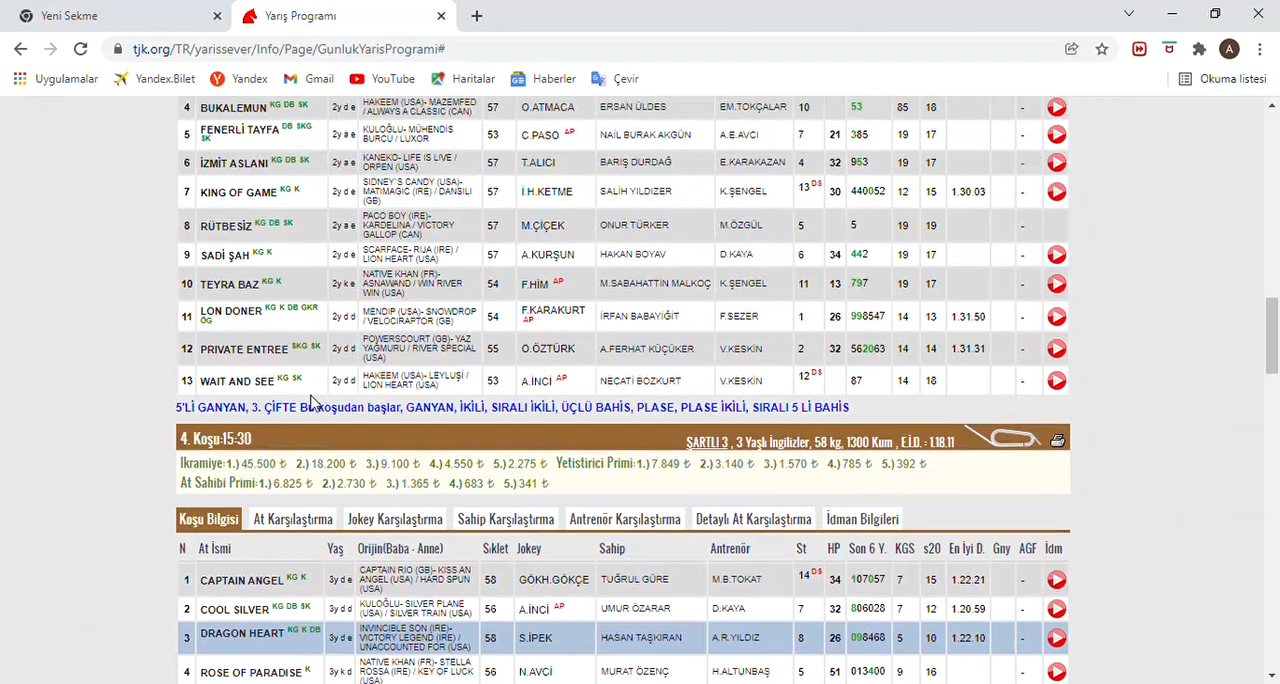 Yeni Sekme
Yarış Programı
tjk.org/TR/yarissever/Info/Page/GunlukYarisProgrami#
A
Uygulamalar Yandex.Bilet Yandex Gmail YouTube Haritalar Haberler Çevir Okuma listesi
4 BUKALEMUN KG DB SK 2y d e HAKEEM (USA)- MAZEMFED / ALWAYS A CLASSIC (CAN) 57 O.ATMACA ERSAN ÜLDES EM.TOKÇALAR 10 53 85 18 -
5 FENERLİ TAYFA DB SKG SK 2y a e KULOĞLU- MÜHENDİS BURCU / LUXOR 53 C.PASO AP NAİL BURAK AKGÜN A.E.AVCI 7 21 385 19 17 -
6 İZMİT ASLANI KG DB SK 2y a e KANEKO- LIFE IS LIVE / ORPEN (USA) 57 T.ALICI BARIŞ DURDAĞ E.KARAKAZAN 4 32 953 19 17 -
7 KING OF GAME KG K 2y d e SIDNEY'S CANDY (USA)- MATIMAGIC (IRE) / DANSILI (GB) 57 İ.H.KETME SALİH YILDIZER K.ŞENGEL 13 DS 30 440052 12 15 1.30.03 -
8 RÜTBESİZ KG DB SK 2y a e PACO BOY (IRE)- KARDELINA / VICTORY GALLOP (CAN) 57 M.ÇİÇEK ONUR TÜRKER M.ÖZGÜL 5 5 19 19 -
9 SADİ ŞAH KG K 2y d e SCARFACE- RIJA (IRE) / LION HEART (USA) 57 A.KURŞUN HAKAN BOYAV D.KAYA 6 34 442 19 17 -
10 TEYRA BAZ KG K 2y k e NATIVE KHAN (FR)- ASNAWAND / WIN RIVER WIN (USA) 54 F.HİM AP M.SABAHATTİN MALKOÇ K.ŞENGEL 11 13 797 19 17 -
11 LON DONER KG K DB GKR ÖG 2y d d MENDIP (USA)- SNOWDROP / VELOCIRAPTOR (GB) 54 F.KARAKURT AP İRFAN BABAYİĞİT F.SEZER 1 26 998547 14 13 1.31.50 -
12 PRIVATE ENTREE SKG SK 2y d d POWERSCOURT (GB)- YAZ YAĞMURU / RIVER SPECIAL (USA) 55 O.ÖZTÜRK A.FERHAT KÜÇÜKER V.KESKİN 2 32 562063 14 14 1.31.31 -
13 WAIT AND SEE KG SK 2y d d HAKEEM (USA)- LEYLUŞİ / LION HEART (USA) 53 A.İNCİ AP NECATİ BOZKURT V.KESKİN 12 DS 87 14 18 -
5'Lİ GANYAN, 3. ÇİFTE Bu koşudan başlar, GANYAN, İKİLİ, SIRALI İKİLİ, ÜÇLÜ BAHİS, PLASE, PLASE İKİLİ, SIRALI 5 Lİ BAHİS
4. Koşu:15:30 ŞARTLI 3 , 3 Yaşlı İngilizler, 58 kg, 1300 Kum , E.İ.D. : 1.18.11
Ikramiye:1.) 45.500 ₺ 2.) 18.200 ₺ 3.) 9.100 ₺ 4.) 4.550 ₺ 5.) 2.275 ₺ Yetistirici Primi:1.) 7.849 ₺ 2.) 3.140 ₺ 3.) 1.570 ₺ 4.) 785 ₺ 5.) 392 ₺
At Sahibi Primi:1.) 6.825 ₺ 2.) 2.730 ₺ 3.) 1.365 ₺ 4.) 683 ₺ 5.) 341 ₺
Koşu Bilgisi At Karşılaştırma Jokey Karşılaştırma Sahip Karşılaştırma Antrenör Karşılaştırma Detaylı At Karşılaştırma İdman Bilgileri
N At İsmi Yaş Orijin(Baba - Anne) Sıklet Jokey Sahip Antrenör St HP Son 6 Y. KGS s20 En İyi D. Gny AGF İdm
1 CAPTAIN ANGEL KG K 3y d e CAPTAIN RIO (GB)- KISS AN ANGEL (USA) / HARD SPUN (USA) 58 GÖKH.GÖKÇE TUĞRUL GÜRE M.B.TOKAT 14 DS 34 107057 7 15 1.22.21 -
2 COOL SILVER KG DB SK 3y d d KULOĞLU- SILVER PLANE (USA) / SILVER TRAIN (USA) 56 A.İNCİ AP UMUR ÖZARAR D.KAYA 7 32 806028 7 12 1.20.59 -
3 DRAGON HEART KG K DB 3y d e INVINCIBLE SON (IRE)- VICTORY LEGEND (IRE) / UNACCOUNTED FOR (USA) 58 S.İPEK HASAN TAŞKIRAN A.R.YILDIZ 8 26 098468 5 10 1.22.10 -
4 ROSE OF PARADISE K 3y k d NATIVE KHAN (FR)- STELLA ROSSA (IRE) / KEY OF LUCK (USA) 56 N.AVCİ MURAT ÖZENÇ H.ALTUNBAŞ 5 51 013400 9 16 -